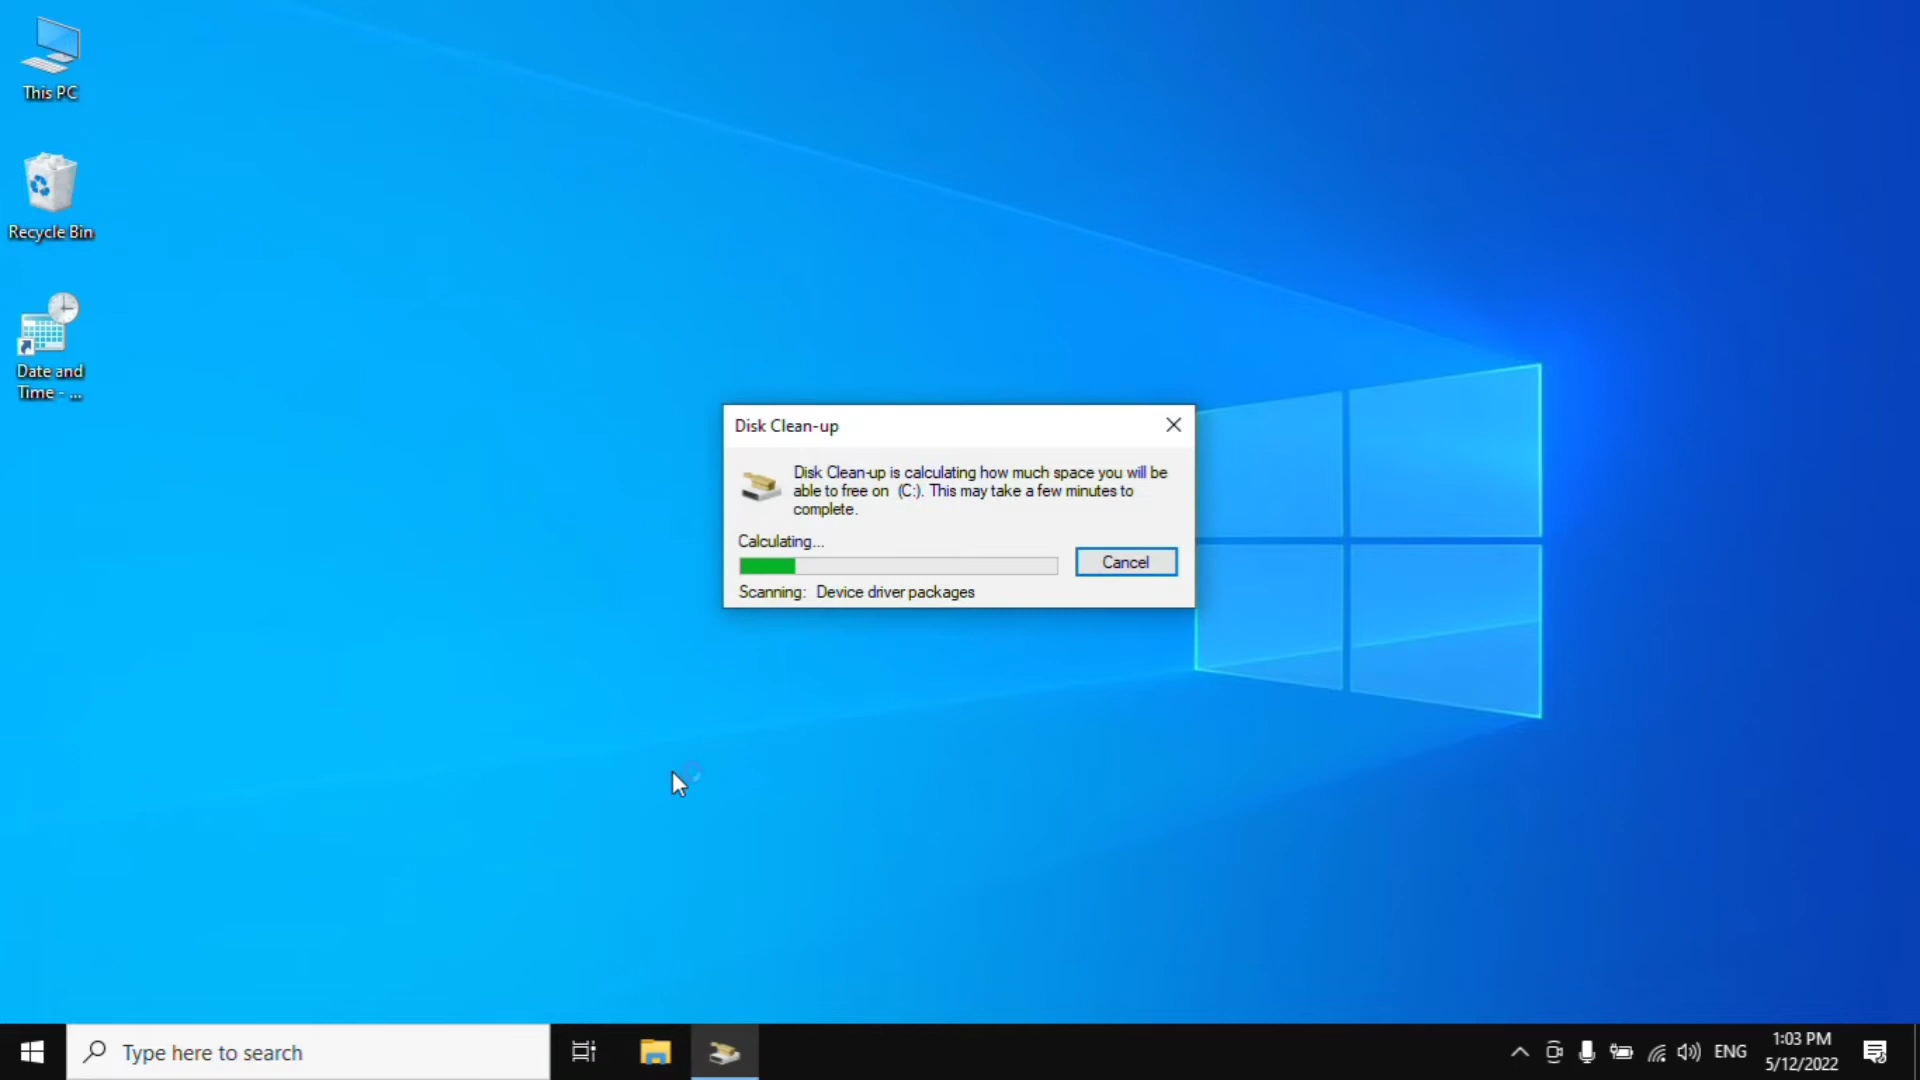 This PC
Recycle Bin
Date and
Time - ...
Disk Clean-up
Disk Clean-up is calculating how much space you will be
able to free on  (C:). This may take a few minutes to
complete.
Calculating...
Cancel
Scanning:  Device driver packages
Type here to search
ENG
1:03 PM
5/12/2022